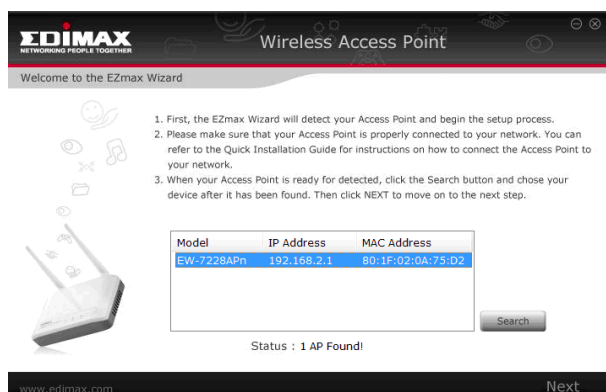 EDIMAX
NETWORKING PEOPLE TOGETHER
Wireless Access Point
Welcome to the EZmax Wizard
1. First, the EZmax Wizard will detect your Access Point and begin the setup process.
2. Please make sure that your Access Point is properly connected to your network. You can
refer to the Quick Installation Guide for instructions on how to connect the Access Point to
your network.
3. When your Access Point is ready for detected, click the Search button and chose your
device after it has been found. Then click NEXT to move on to the next step.
Model IP Address MAC Address
EW-7228APn 192.168.2.1 80:1F:02:0A:75:D2
Search
Status : 1 AP Found!
www.edimax.com
Next